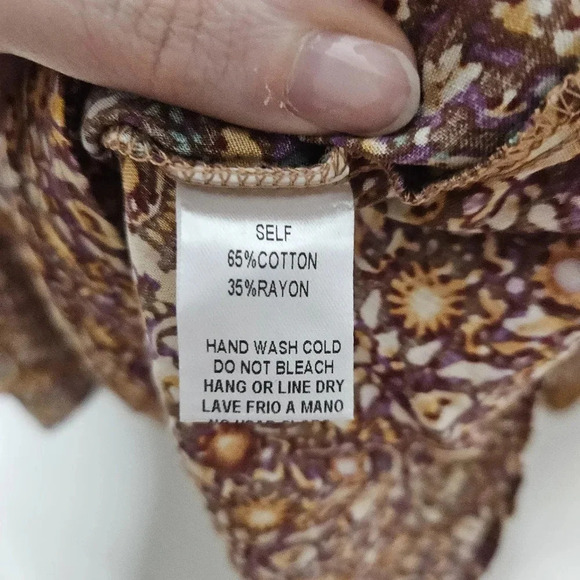 SELF
65%COTTON
35%RAYON
HAND WASH COLD
DO NOT BLEACH
HANG OR LINE DRY
LAVE FRIO A MANO